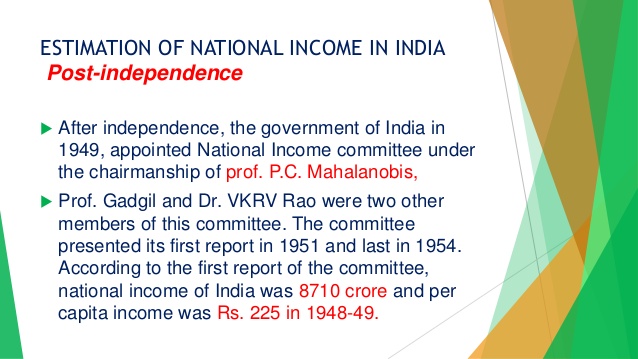 ESTIMATION OF NATIONAL INCOME IN INDIA
Post-independence
After independence, the government of India in
1949, appointed National Income committee under
the chairmanship of prof. P.C. Mahalanobis,
Prof. Gadgil and Dr. VKRV Rao were two other
members of this committee. The committee
presented its first report in 1951 and last in 1954.
According to the first report of the committee,
national income of India was 8710 crore and per
capita income was Rs. 225 in 1948-49.